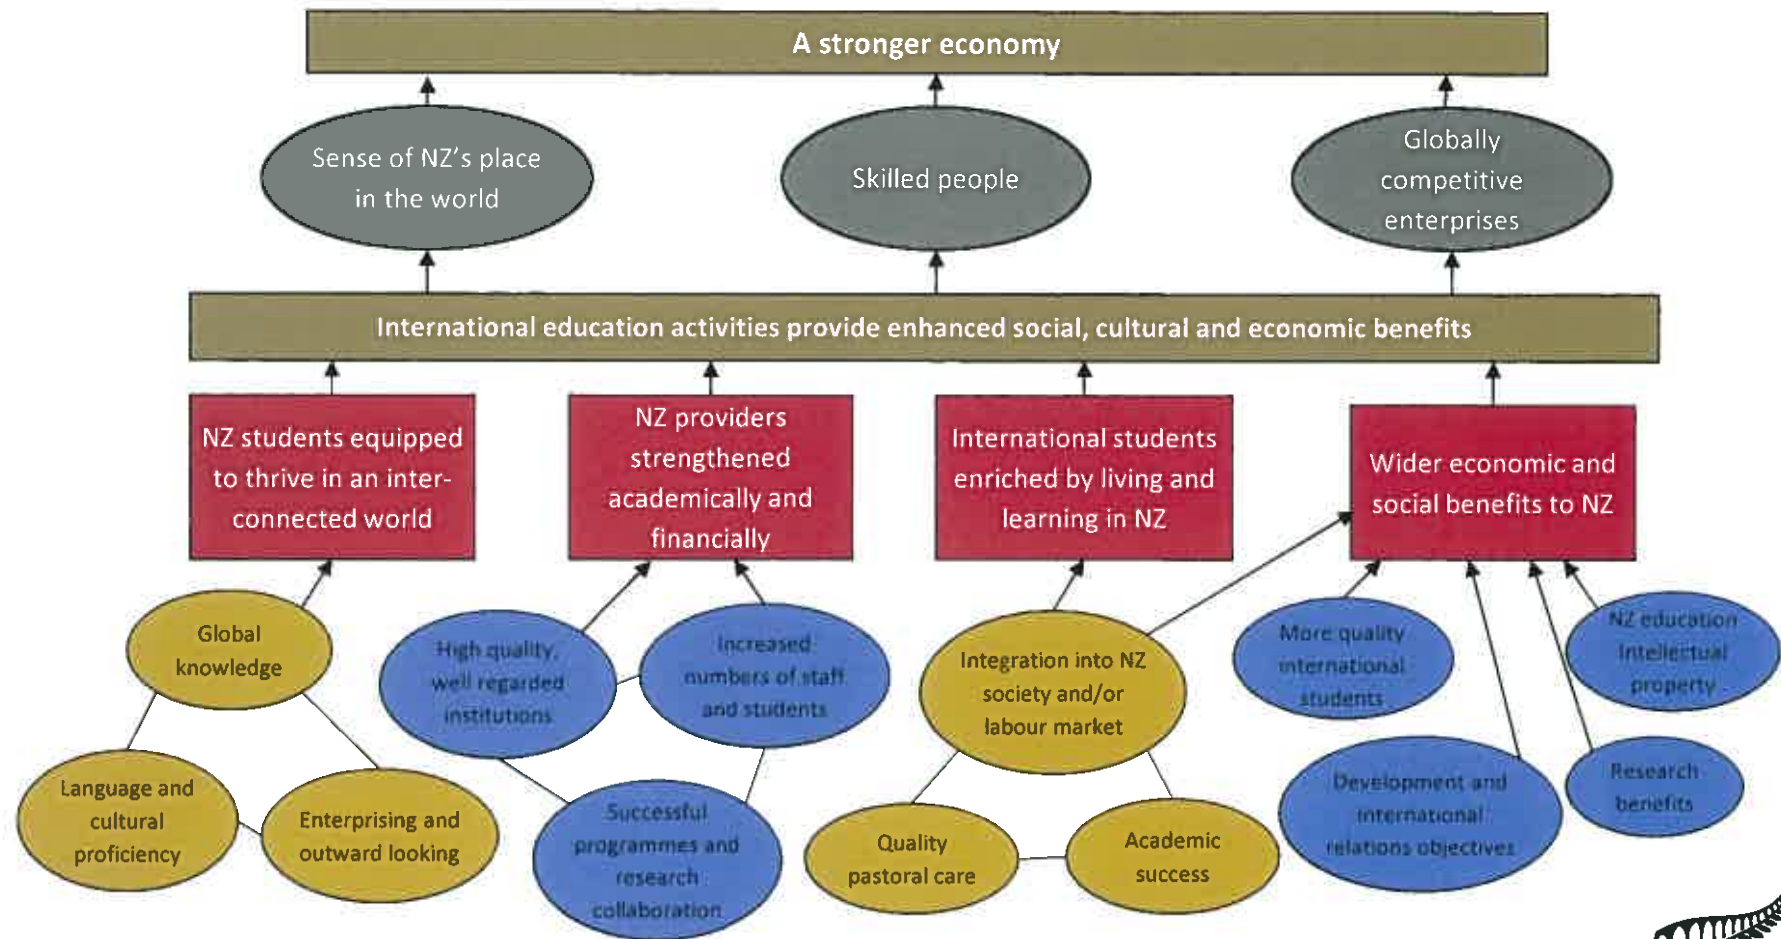 A stronger economy
Sense of NZ's place
in the world
Skilled people
Globally
competitive
enterprises
International education activities provide enhanced social, cultural and economic benefits
NZ students equipped
to thrive in an inter-
connected world
NZ providers
strengthened
academically and
financially
International students
enriched by living and
learning in NZ
Wider economic and
social benefits to NZ
Global
knowledge
Language and
cultural
proficiency
Enterprising and
outward looking
High quality,
well regarded
institutions
Increased
numbers of staff
and students
Successful
programmes and
research
collaboration
Integration into NZ
society and/or
labour market
Quality
pastoral care
Academic
success
More quality
international
students
NZ education
Intellectual
property
Development and
international
relations objectives
Research
benefits